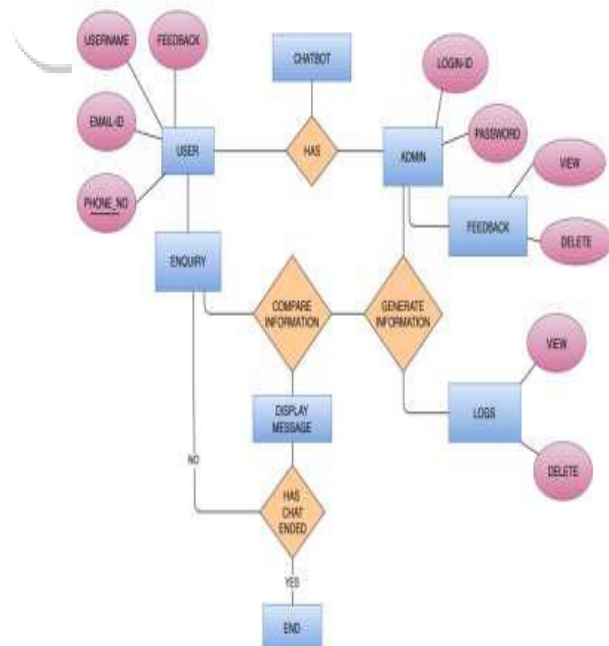 USERNAME
FEEDBACK
CHATBOT
LOGIN-ID
EMAIL-ID
USER
HAS
ADMIN
PASSWORD
VIEW
PHONE_NO
FEEDBACK
DELETE
ENQUIRY
COMPARE
INFORMATION
GENERATE
INFORMATION
VIEW
DISPLAY
MESSAGE
LOGS
NO
DELETE
HAS
CHAT
ENDED
YES
END